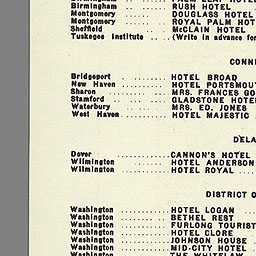 Birmingham .. RUSH HOTEL
Montgomery .... DOUGLASS HOTEL
Montgomery .... ROYAL PALM HOT
Sheffield ..... McCLAIN HOTEL
Tuskegee Institute .... (Write in advance for
CONN
Bridgeport .... HOTEL BROAD
New Haven .... HOTEL PORTSMOU
Sharon .... MRS. FRANCES GO
Stamford .... GLADSTONE HOTE
Waterbury .... MRS. ED. JONES
West Haven .... HOTEL MAJESTIC
DELA
Dover .... CANNON'S HOTEL
Wilmington .... HOTEL ANDERSON
Wilmington .... HOTEL ROYAL ....
DISTRICT O
Washington .... HOTEL LOGAN
Washington .... BETHEL REST
Washington .... FURLONG TOURIST
Washington .... HOTEL CLORE
Washington .... JOHNSON HOUSE
Washington .... MID-CITY HOTEL
Washington .... THE WHITELAW